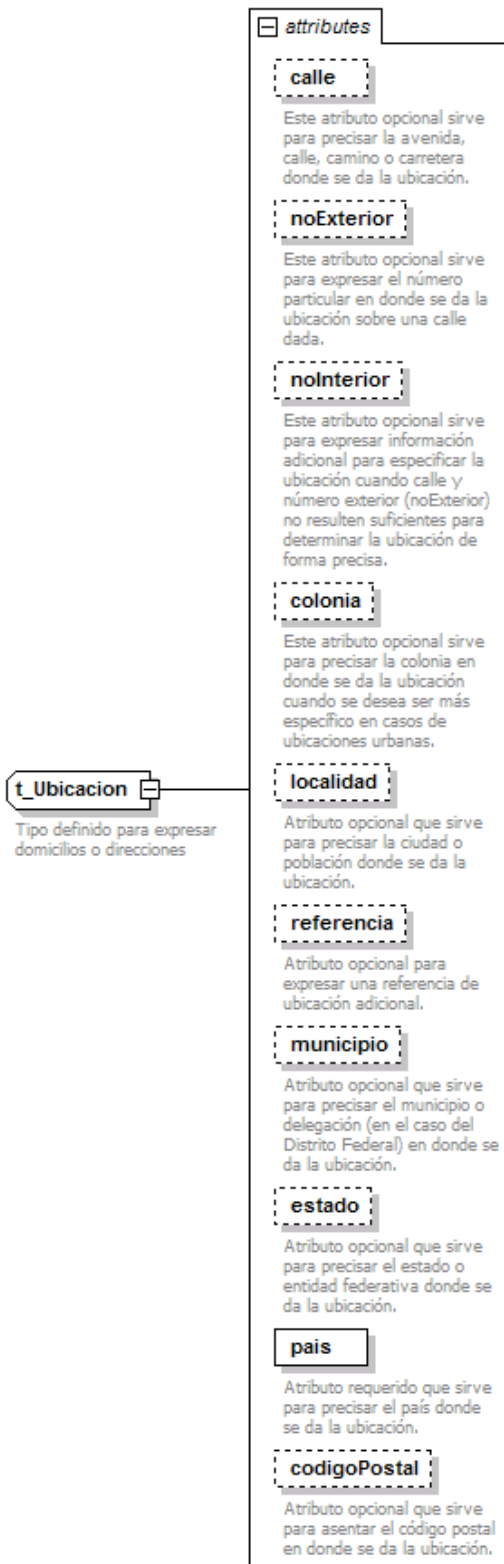 attributes
calle
Este atributo opcional sirve
para precisar la avenida,
calle, camino o carretera
donde se da la ubicación.
noExterior
Este atributo opcional sirve
para expresar el número
particular en donde se da la
ubicación sobre una calle
dada.
noInterior
Este atributo opcional sirve
para expresar información
adicional para especificar la
ubicación cuando calle y
número exterior (noExterior)
no resulten suficientes para
determinar la ubicación de
forma precisa.
colonia
Este atributo opcional sirve
para precisar la colonia en
donde se da la ubicación
cuando se desea ser más
específico en casos de
ubicaciones urbanas.
t_Ubicacion
Tipo definido para expresar
domicilios o direcciones
localidad
Atributo opcional que sirve
para precisar la ciudad o
población donde se da la
ubicación.
referencia
Atributo opcional para
expresar una referencia de
ubicación adicional.
municipio
Atributo opcional que sirve
para precisar el municipio o
delegación (en el caso del
Distrito Federal) en donde se
da la ubicación.
estado
Atributo opcional que sirve
para precisar el estado o
entidad federativa donde se
da la ubicación.
pais
Atributo requerido que sirve
para precisar el país donde
se da la ubicación.
codigoPostal
Atributo opcional que sirve
para asentar el código postal
en donde se da la ubicación.